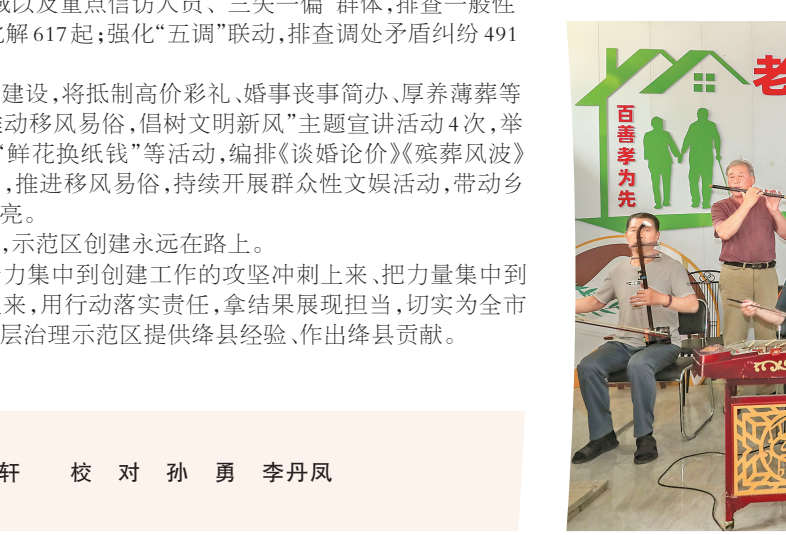 域以及重点信访人员、“三失一偏”群体,排查一般性
化解617起;强化“五调”联动,排查调处矛盾纠纷491
建设,将抵制高价彩礼、婚事丧事简办、厚养薄葬等
推动移风易俗,倡树文明新风”主题宣讲活动4次,举
“鲜花换纸钱”等活动,编排《谈婚论价》《殡葬风波》
,推进移风易俗,持续开展群众性文娱活动,带动乡
亮。
,示范区创建永远在路上。
力集中到创建工作的攻坚冲刺上来、把力量集中到
来,用行动落实责任,拿结果展现担当,切实为全市
层治理示范区提供绛县经验、作出绛县贡献。
轩 校 对 孙 勇 李丹凤
老
百善孝为先